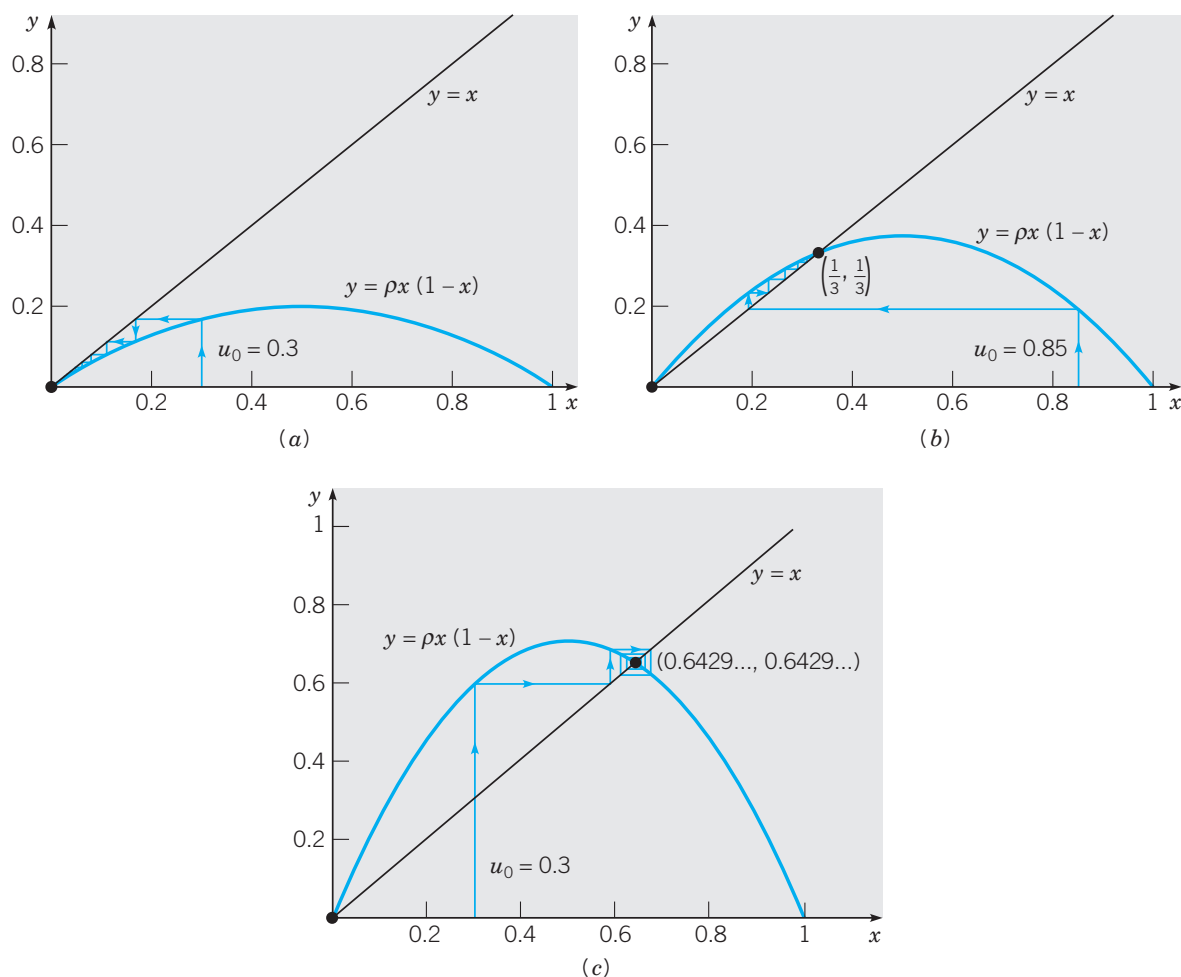 y
0.8
y = x
0.6
0.4
y = ρx (1 – x)
0.2
u₀ = 0.3
0.2 0.4 0.6 0.8 1 x
(a)
y
0.8
y = x
0.6
0.4
y = ρx (1 – x)
(1/3, 1/3)
0.2
u₀ = 0.85
0.2 0.4 0.6 0.8 1 x
(b)
y
1
y = x
0.8
y = ρx (1 – x)
(0.6429..., 0.6429...)
0.6
0.4
0.2
u₀ = 0.3
0.2 0.4 0.6 0.8 1 x
(c)